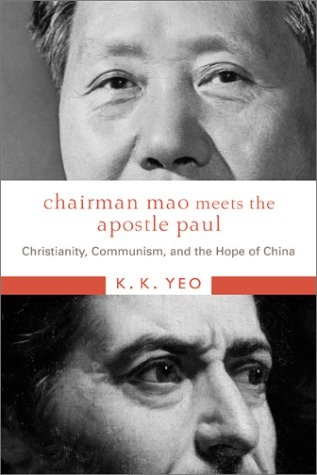 chairman mao meets the
apostle paul
Christianity, Communism, and the Hope of China
K. K. YEO